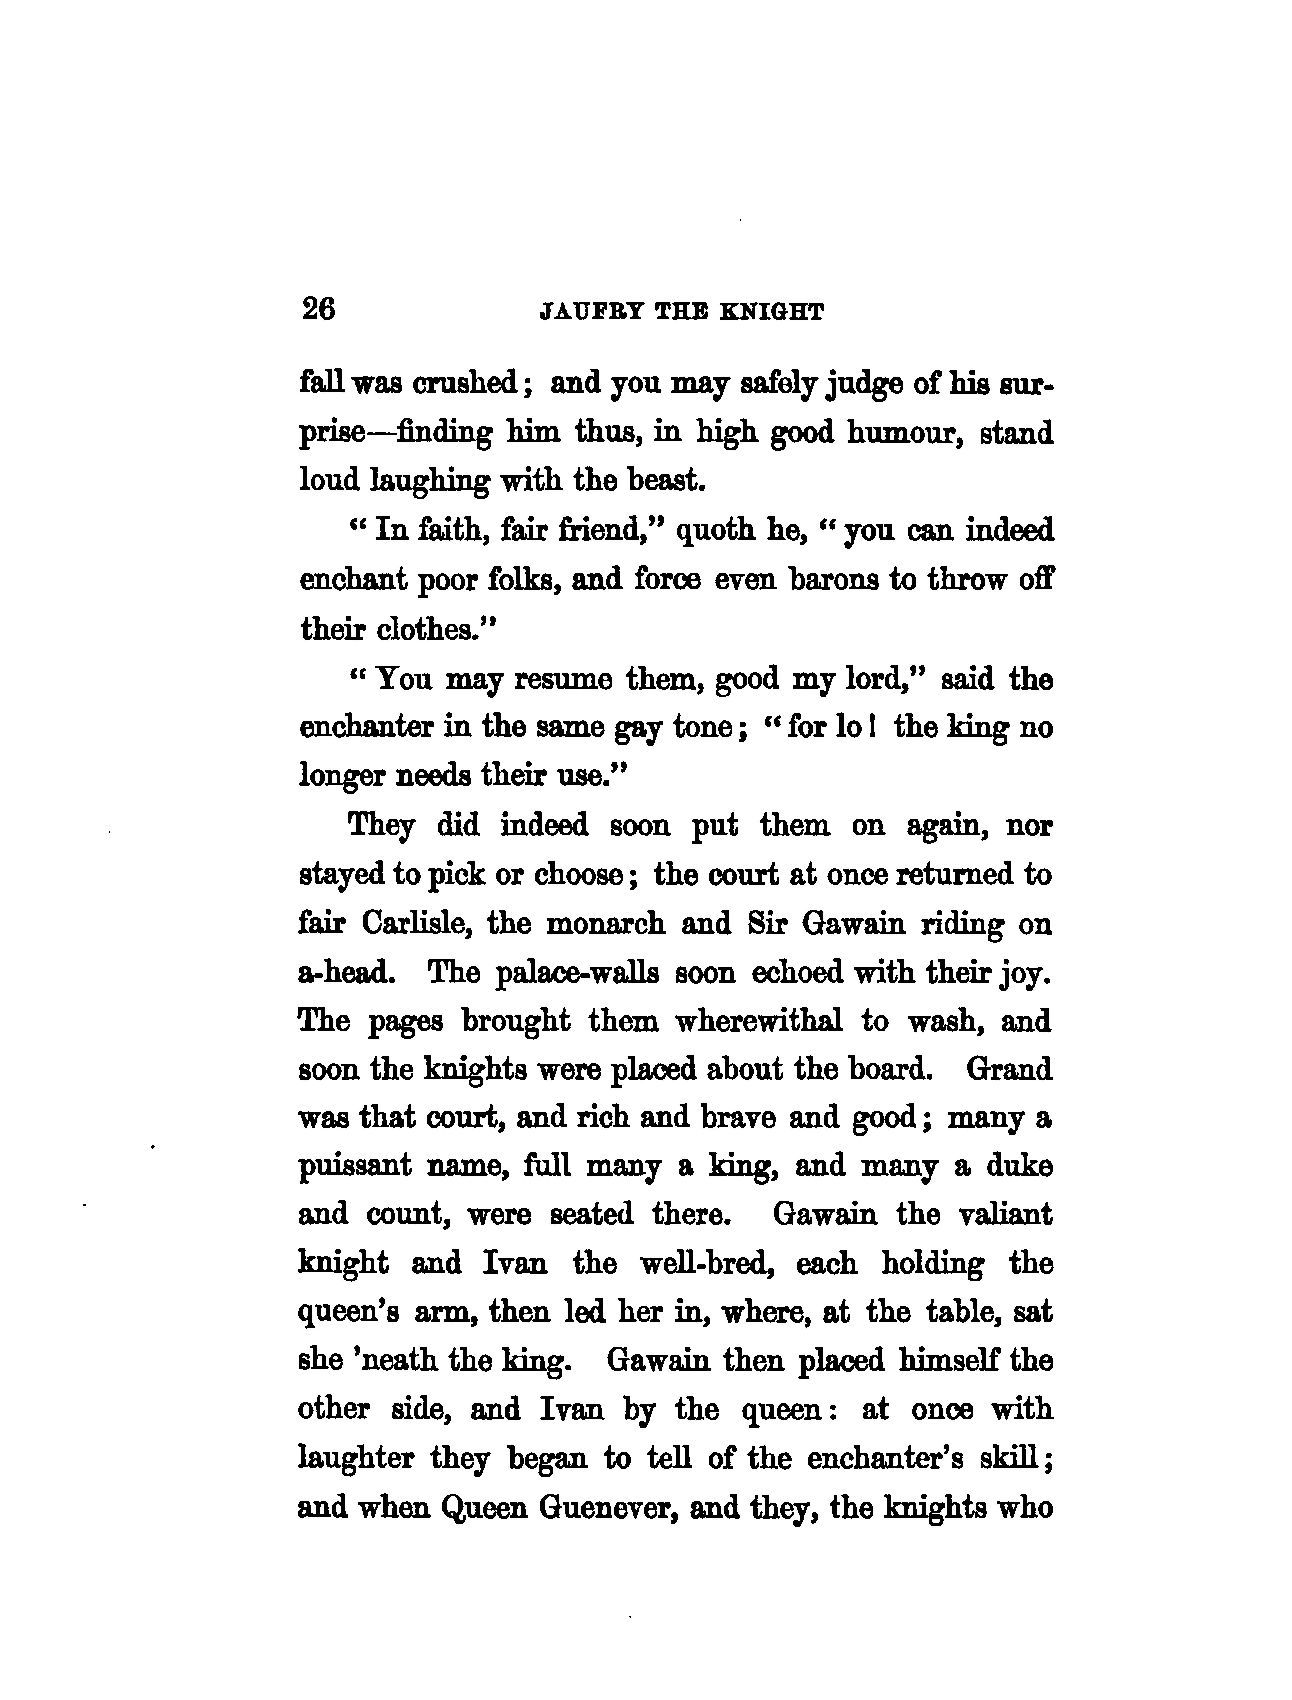 26 JAUFRY THE KNIGHT
fall was crushed; and you may safely judge of his sur-
prise—finding him thus, in high good humour, stand
loud laughing with the beast.
“ In faith, fair friend,” quoth he, “ you can indeed
enchant poor folks, and force even barons to throw off
their clothes.”
“ You may resume them, good my lord,” said the
enchanter in the same gay tone; “ for lo! the king no
longer needs their use.”
They did indeed soon put them on again, nor
stayed to pick or choose; the court at once returned to
fair Carlisle, the monarch and Sir Gawain riding on
a-head. The palace-walls soon echoed with their joy.
The pages brought them wherewithal to wash, and
soon the knights were placed about the board. Grand
was that court, and rich and brave and good; many a
puissant name, full many a king, and many a duke
and count, were seated there. Gawain the valiant
knight and Ivan the well-bred, each holding the
queen’s arm, then led her in, where, at the table, sat
she ’neath the king. Gawain then placed himself the
other side, and Ivan by the queen: at once with
laughter they began to tell of the enchanter’s skill;
and when Queen Guenever, and they, the knights who